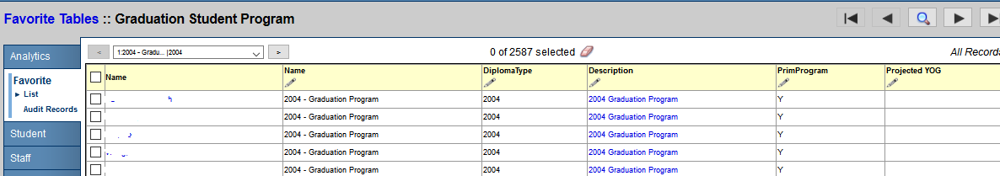 Favorite Tables :: Graduation Student Program
Analytics
Favorite
List
Audit Records
Student
Staff
< 1:2004 - Gradu... |2004 > 0 of 2587 selected All Records
Name Name DiplomaType Description PrimProgram Projected YOG
2004 - Graduation Program 2004 2004 Graduation Program Y
2004 - Graduation Program 2004 2004 Graduation Program Y
2004 - Graduation Program 2004 2004 Graduation Program Y
2004 - Graduation Program 2004 2004 Graduation Program Y
2004 - Graduation Program 2004 2004 Graduation Program Y